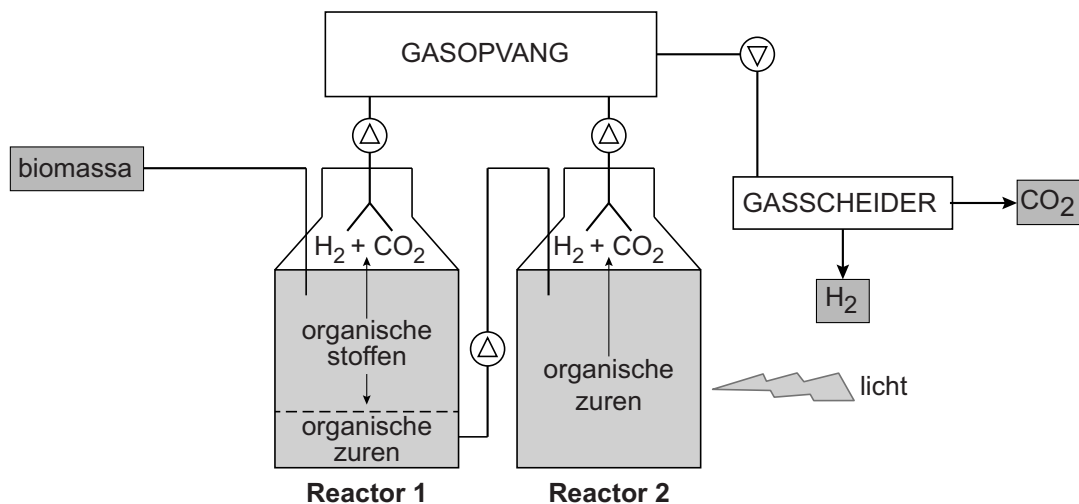 GASOPVANG
biomassa
GASSCHEIDER
CO2
H2 + CO2
H2 + CO2
H2
organische
stoffen
organische
zuren
licht
organische
zuren
Reactor 1
Reactor 2